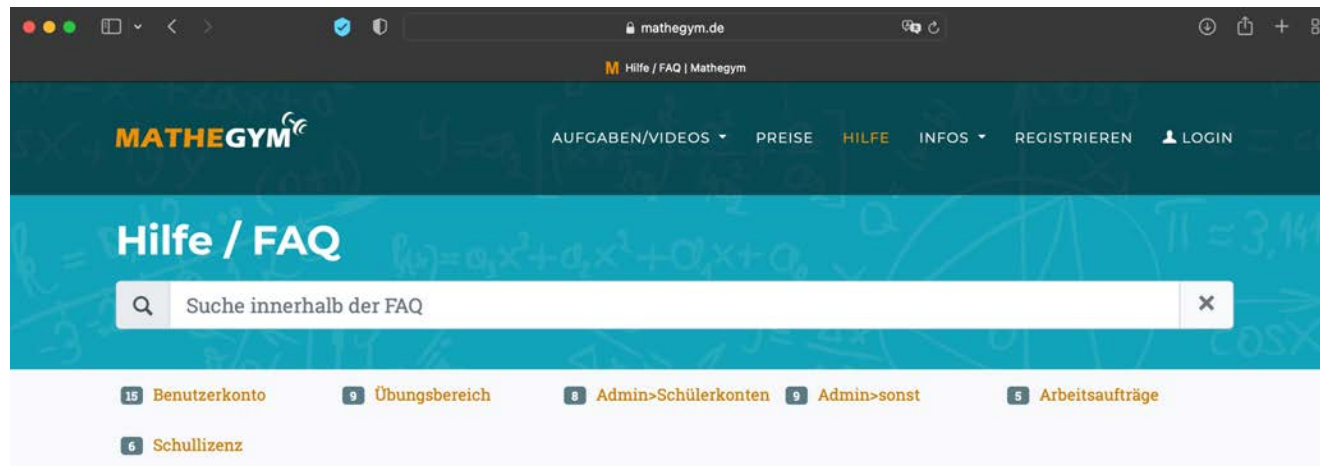 mathegym.de
M Hilfe / FAQ | Mathegym
MATHEGYM
AUFGABEN/VIDEOS PREISE HILFE INFOS REGISTRIEREN LOGIN
Hilfe / FAQ
Suche innerhalb der FAQ
15 Benutzerkonto 9 Übungsbereich 8 Admin>Schülerkonten 9 Admin>sonst 5 Arbeitsaufträge
6 Schullizenz